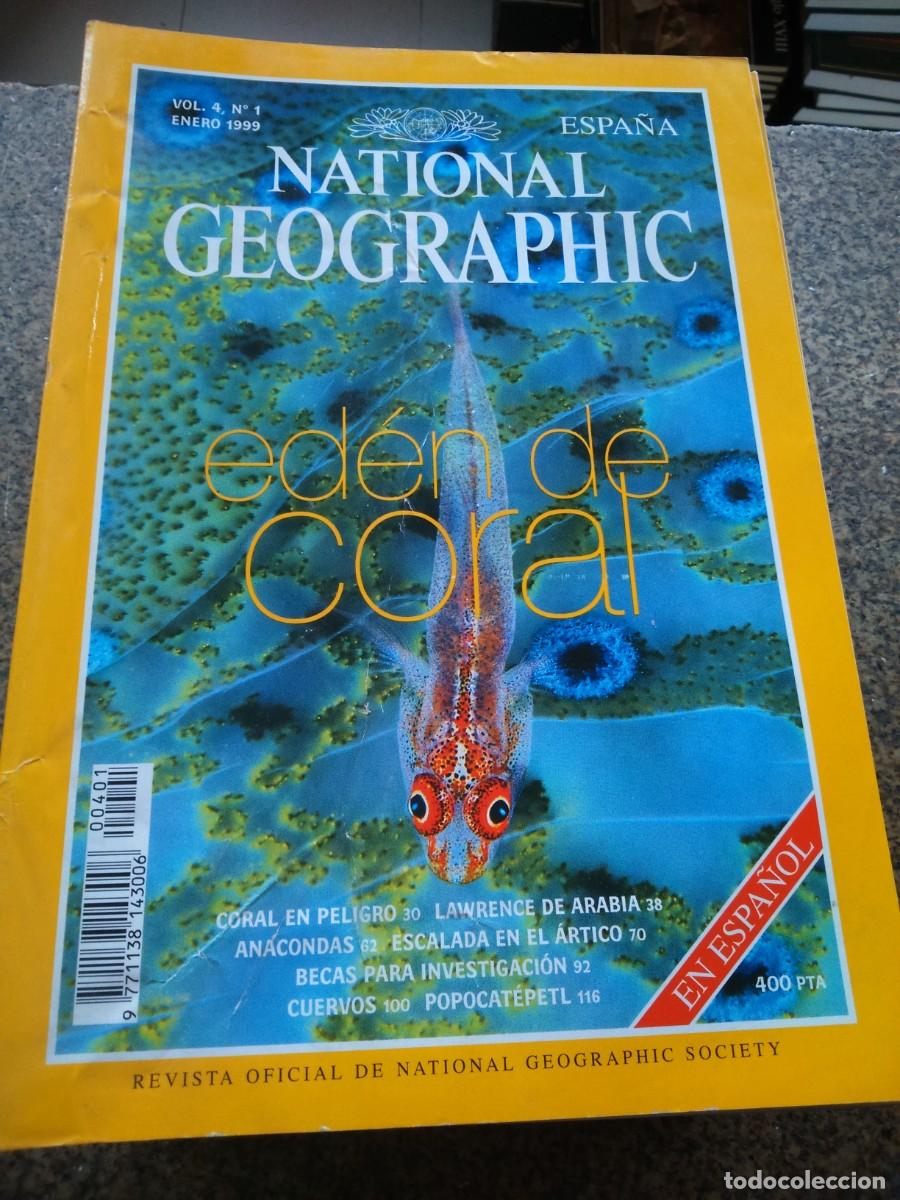 VOL. 4, Nº 1
ENERO 1999
ESPAÑA
NATIONAL
GEOGRAPHIC
edén de
coral
00401
9 771138 143006
CORAL EN PELIGRO 30 LAWRENCE DE ARABIA 38
ANACONDAS 62 ESCALADA EN EL ÁRTICO 70
BECAS PARA INVESTIGACIÓN 92
CUERVOS 100 POPOCATÉPETL 116
EN ESPAÑOL
400 PTA
REVISTA OFICIAL DE NATIONAL GEOGRAPHIC SOCIETY
todocoleccion